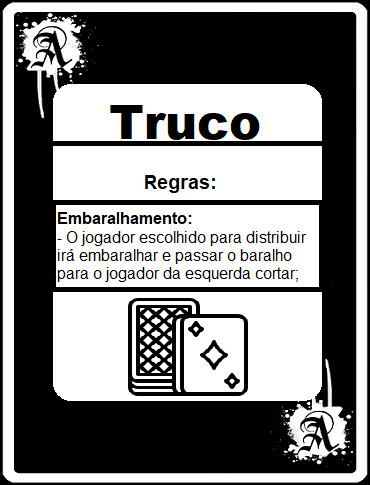 A
Truco
Regras:
Embaralhamento:
- O jogador escolhido para distribuir
irá embaralhar e passar o baralho
para o jogador da esquerda cortar;
A